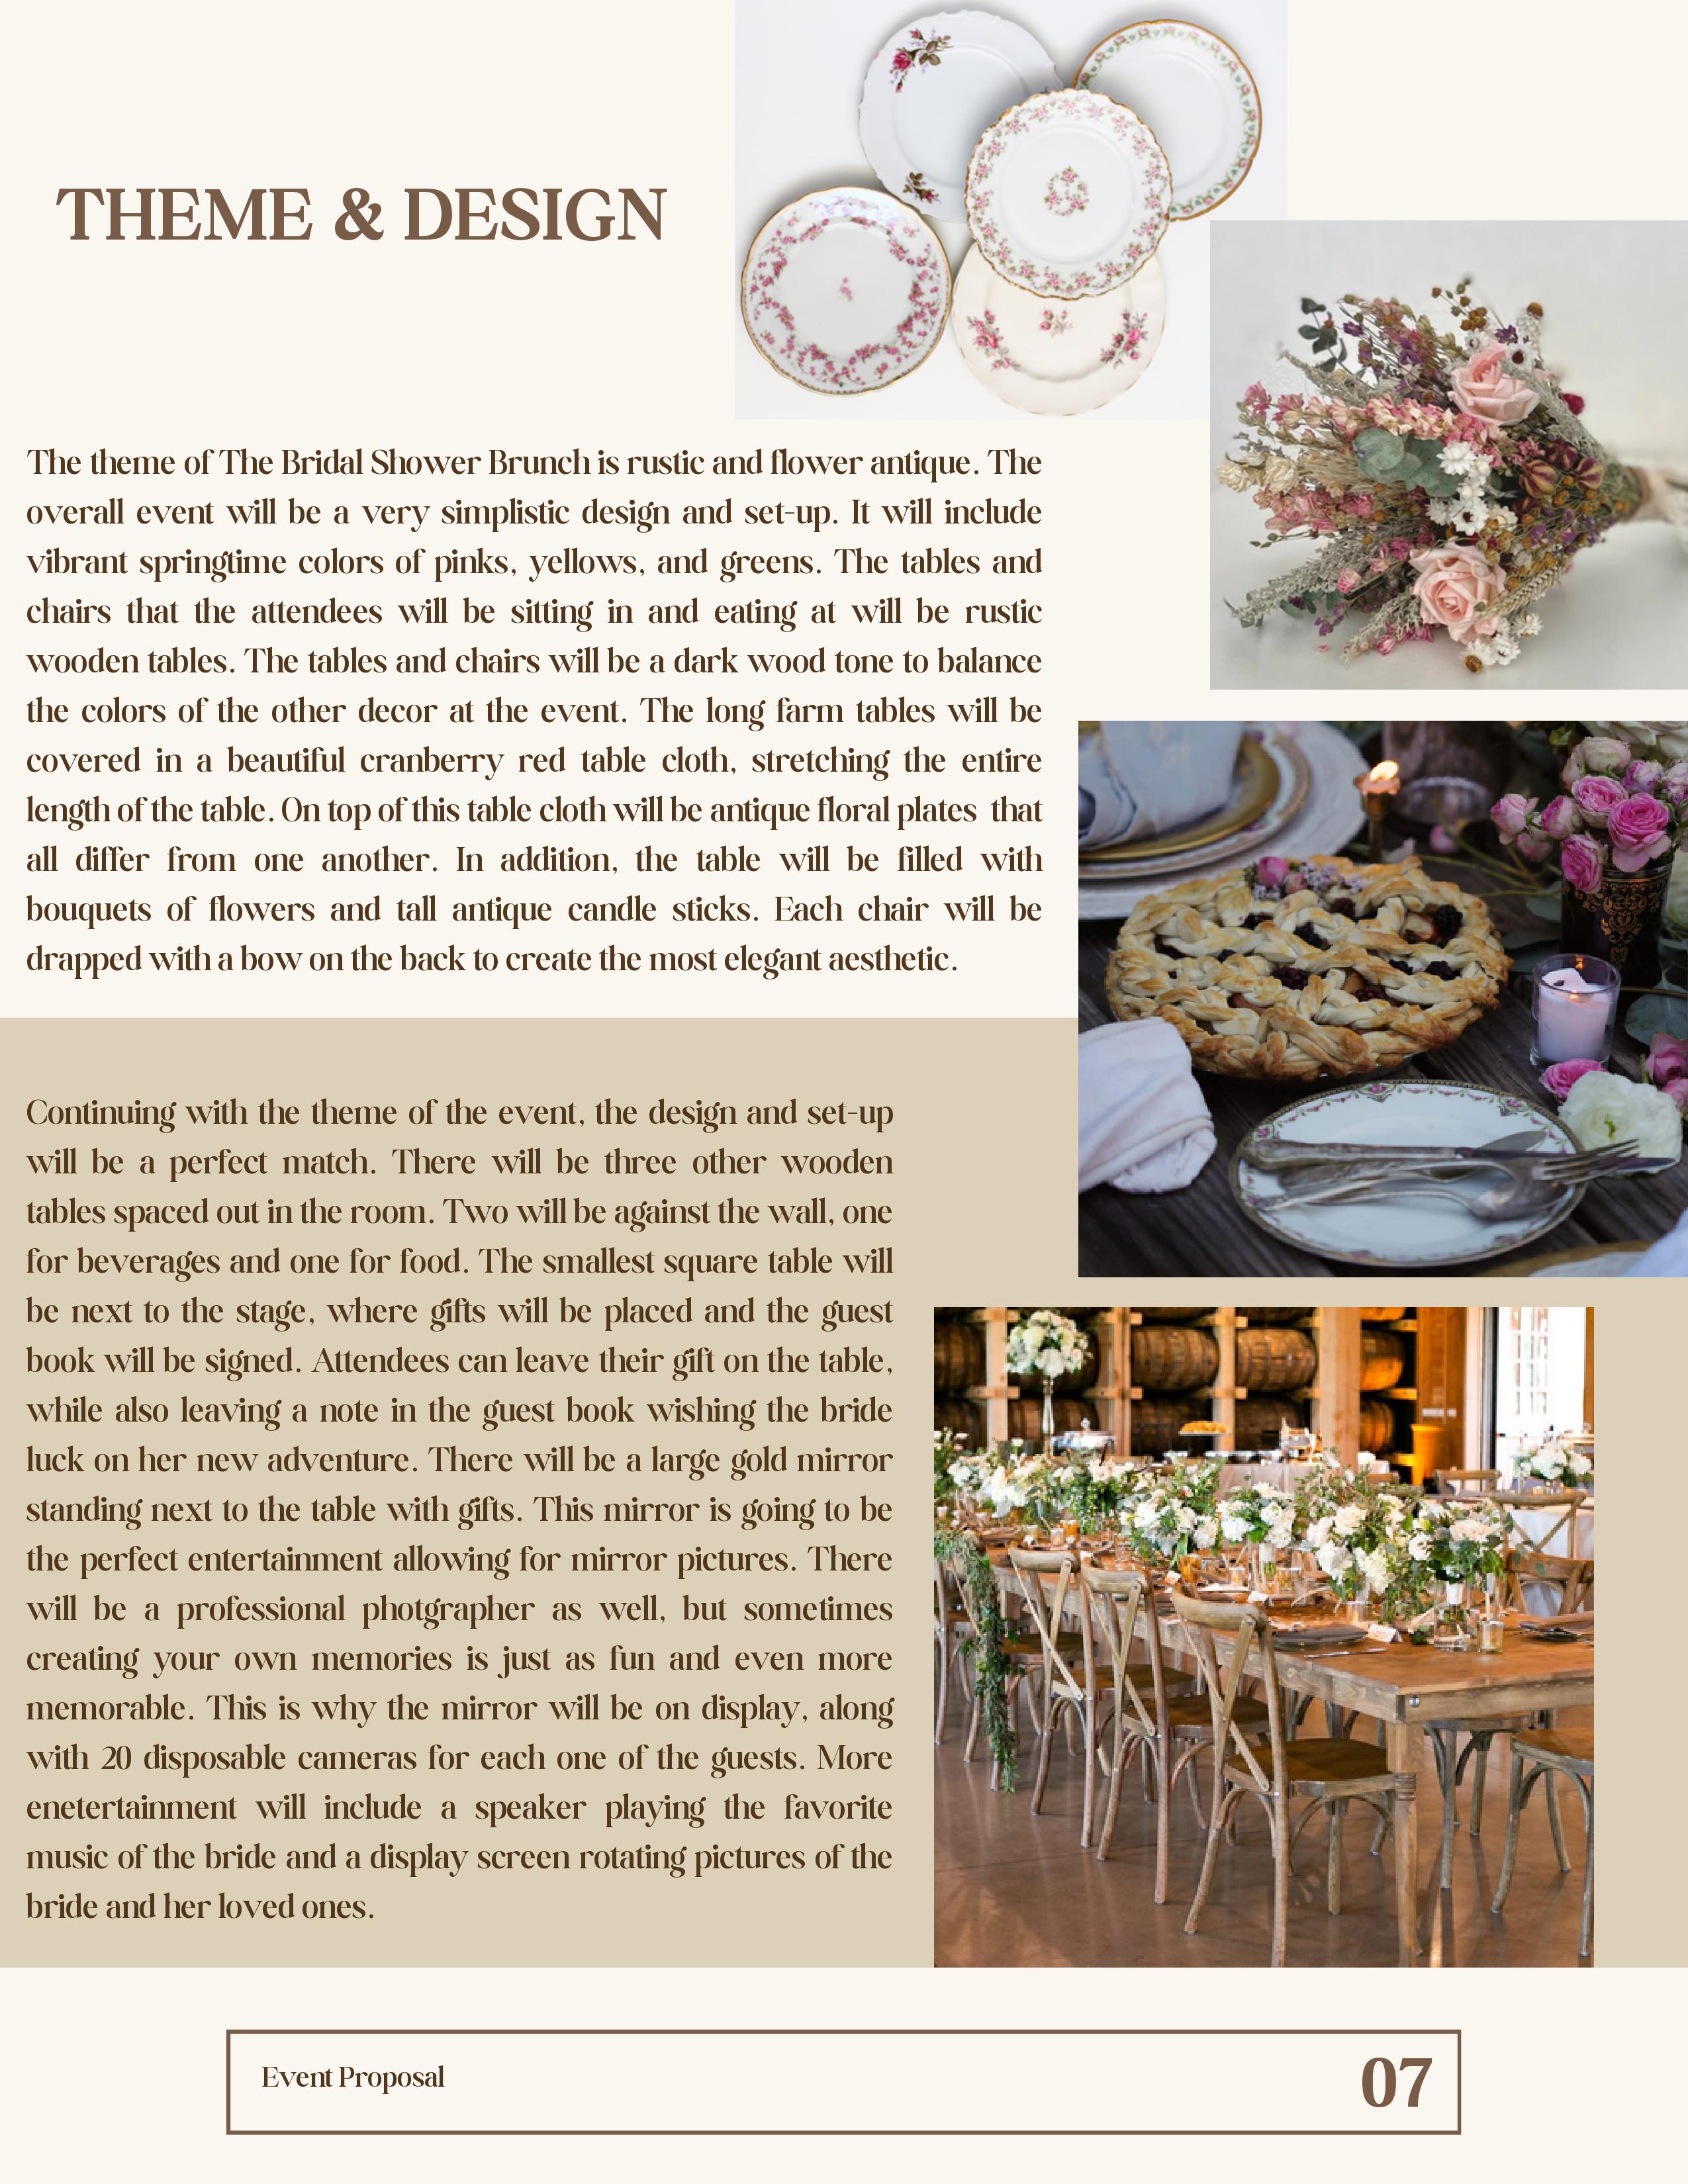 THEME & DESIGN
The theme of The Bridal Shower Brunch is rustic and flower antique. The
overall event will be a very simplistic design and set-up. It will include
vibrant springtime colors of pinks, yellows, and greens. The tables and
chairs that the attendees will be sitting in and eating at will be rustic
wooden tables. The tables and chairs will be a dark wood tone to balance
the colors of the other decor at the event. The long farm tables will be
covered in a beautiful cranberry red table cloth, stretching the entire
length of the table. On top of this table cloth will be antique floral plates that
all differ from one another. In addition, the table will be filled with
bouquets of flowers and tall antique candle sticks. Each chair will be
drapped with a bow on the back to create the most elegant aesthetic.
Continuing with the theme of the event, the design and set-up
will be a perfect match. There will be three other wooden
tables spaced out in the room. Two will be against the wall, one
for beverages and one for food. The smallest square table will
be next to the stage, where gifts will be placed and the guest
book will be signed. Attendees can leave their gift on the table,
while also leaving a note in the guest book wishing the bride
luck on her new adventure. There will be a large gold mirror
standing next to the table with gifts. This mirror is going to be
the perfect entertainment allowing for mirror pictures. There
will be a professional photgrapher as well, but sometimes
creating your own memories is just as fun and even more
memorable. This is why the mirror will be on display, along
with 20 disposable cameras for each one of the guests. More
enetertainment will include a speaker playing the favorite
music of the bride and a display screen rotating pictures of the
bride and her loved ones.
Event Proposal
07